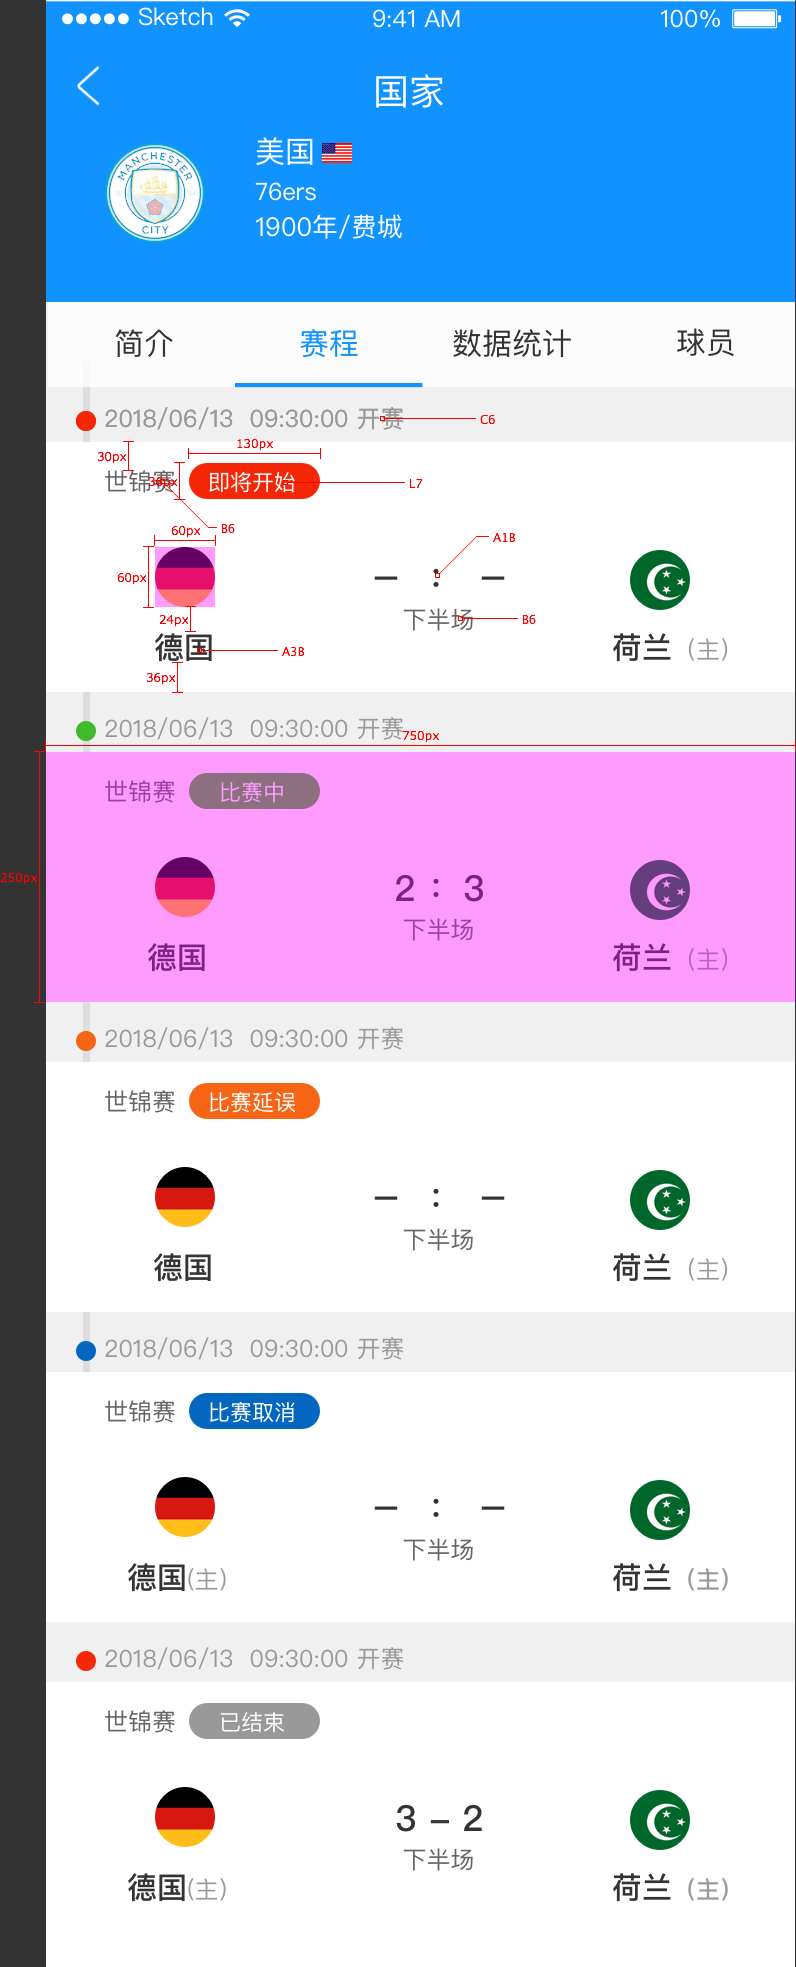 Sketch 9:41 AM 100%
国家
美国
76ers
1900年/费城
MANCHESTER
CITY
简介 赛程 数据统计 球员
2018/06/13 09:30:00 开赛 C6
130px
30px
世锦赛 即将开始 L7
B6
60px
A1B
60px
— : —
24px 下半场 B6
德国 A3B 荷兰 (主)
36px
2018/06/13 09:30:00 开赛
750px
世锦赛 比赛中
250px
2 : 3
下半场
德国 荷兰 (主)
2018/06/13 09:30:00 开赛
世锦赛 比赛延误
— : —
下半场
德国 荷兰 (主)
2018/06/13 09:30:00 开赛
世锦赛 比赛取消
— : —
下半场
德国(主) 荷兰 (主)
2018/06/13 09:30:00 开赛
世锦赛 已结束
3 – 2
下半场
德国(主) 荷兰 (主)